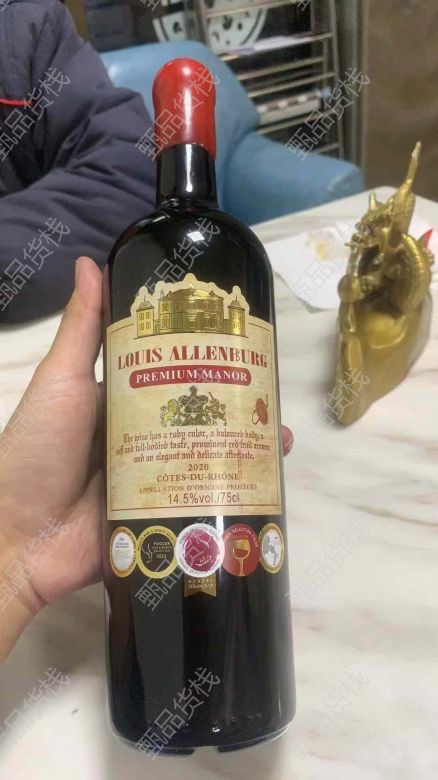 甄品货栈
LOUIS ALLENBURG
PREMIUM MANOR
The wine has a ruby color, a balanced body, a
soft and full-bodied taste, prominent red fruit aromas,
and an elegant and delicate aftertaste.
2020
CÔTES-DU-RHÔNE
APPELLATION D'ORIGINE PROTÉGÉE
14.5%vol./75cl